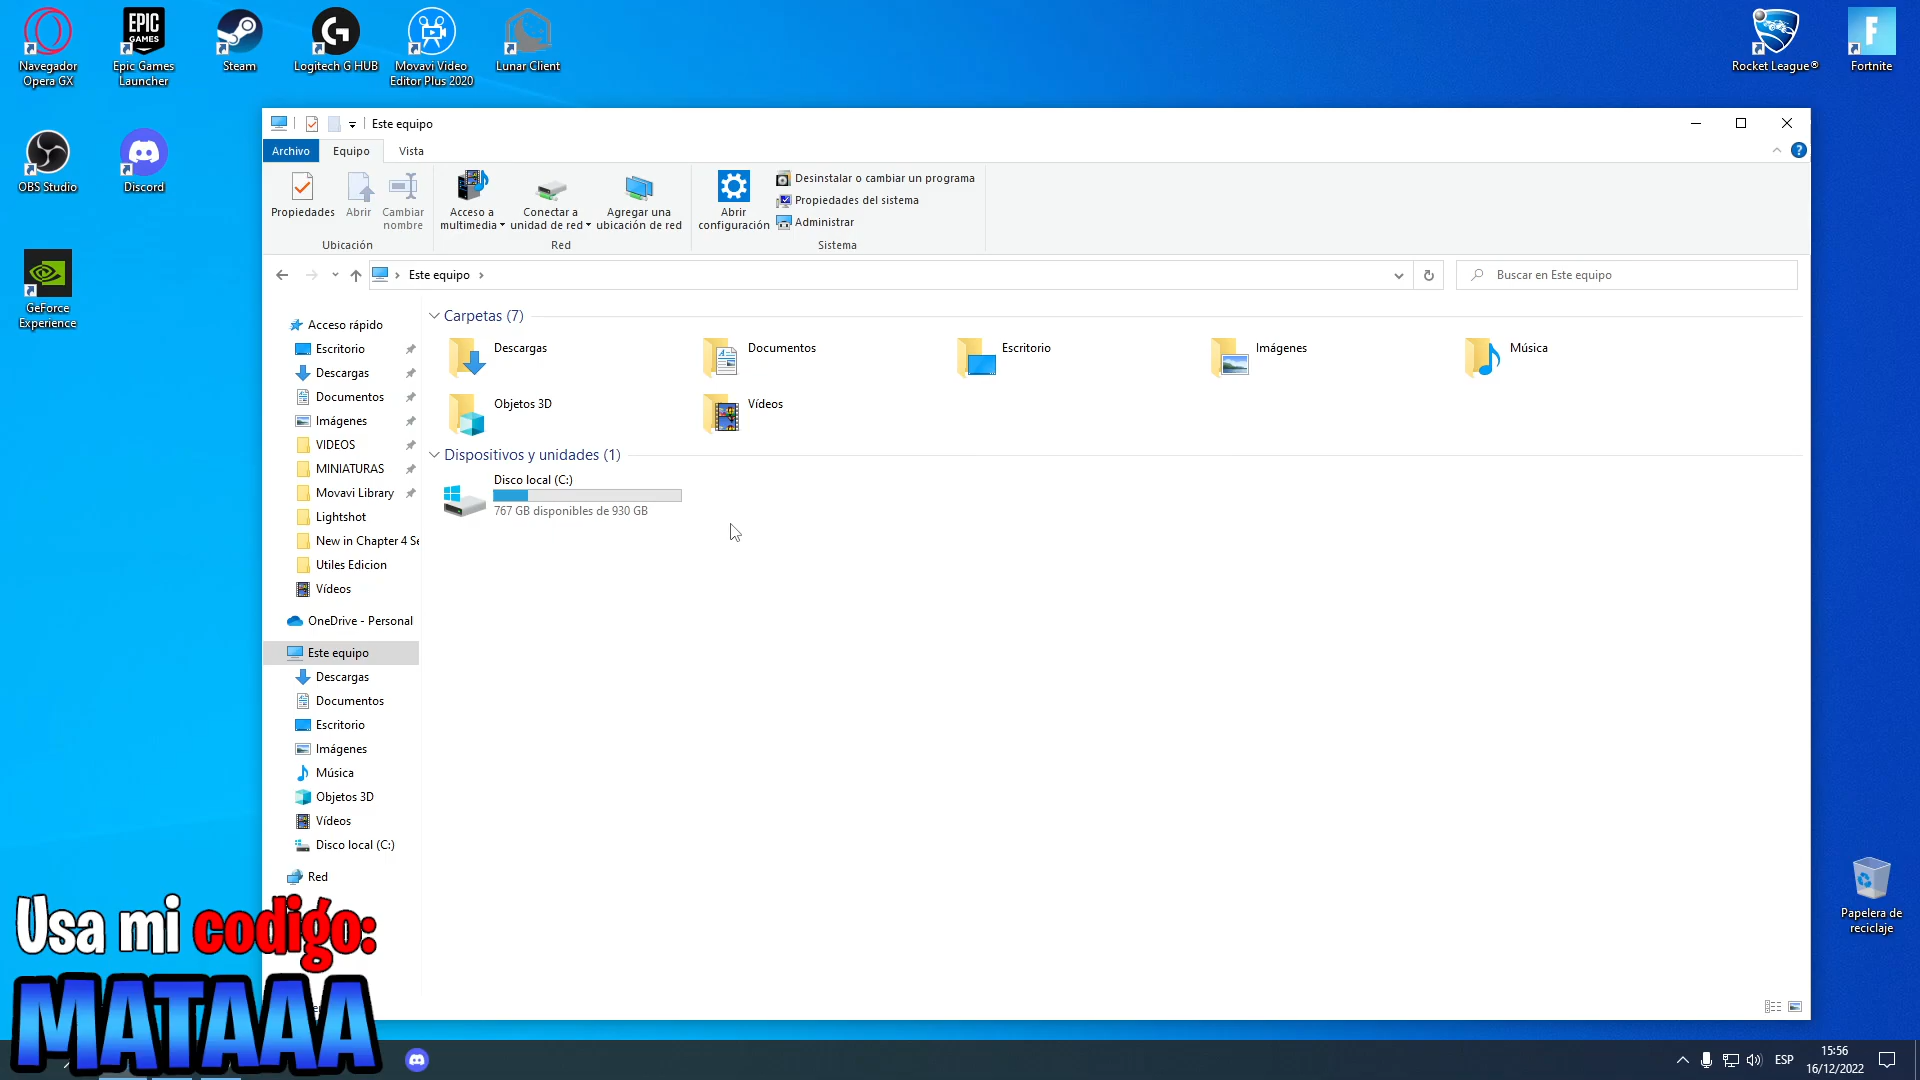 Navegador
Opera GX
EPIC
GAMES
Epic Games
Launcher
Steam
Logitech G HUB
Movavi Video
Editor Plus 2020
Lunar Client
Rocket League®
Fortnite
OBS Studio
Discord
GeForce
Experience
Este equipo
Archivo
Equipo
Vista
Propiedades
Abrir
Cambiar
nombre
Ubicación
Acceso a
multimedia
Conectar a
unidad de red
Agregar una
ubicación de red
Red
Abrir
configuración
Desinstalar o cambiar un programa
Propiedades del sistema
Administrar
Sistema
Este equipo
Buscar en Este equipo
Acceso rápido
Escritorio
Descargas
Documentos
Imágenes
VIDEOS
MINIATURAS
Movavi Library
Lightshot
New in Chapter 4 Se
Utiles Edicion
Vídeos
OneDrive - Personal
Este equipo
Descargas
Documentos
Escritorio
Imágenes
Música
Objetos 3D
Vídeos
Disco local (C:)
Red
Carpetas (7)
Descargas
Documentos
Escritorio
Imágenes
Música
Objetos 3D
Vídeos
Dispositivos y unidades (1)
Disco local (C:)
767 GB disponibles de 930 GB
Papelera de
reciclaje
Usa mi codigo:
MATAAA
ESP
15:56
16/12/2022